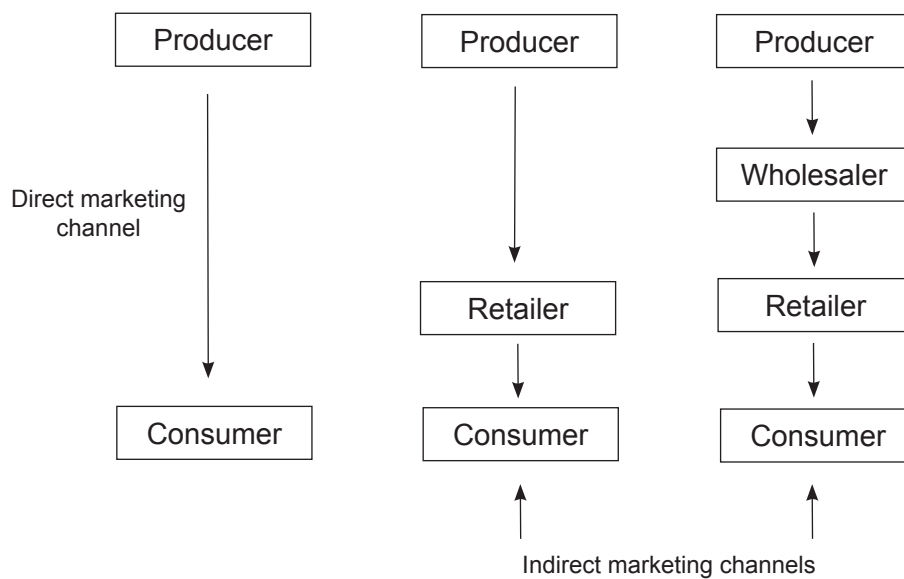 Producer
Producer
Producer
Wholesaler
Direct marketing
channel
Retailer
Retailer
Consumer
Consumer
Consumer
Indirect marketing channels